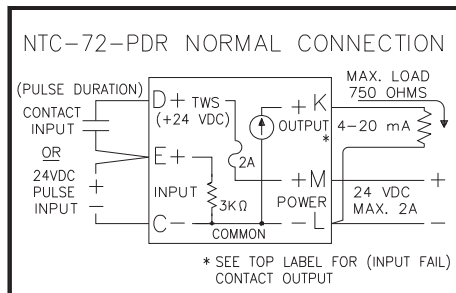 NTC-72-PDR NORMAL CONNECTION
(PULSE DURATION)
CONTACT
INPUT
OR
24VDC
PULSE
INPUT
+
-
D+ TWS
(+24 VDC)
2A
E+
INPUT
3KΩ
C-
COMMON
+K
OUTPUT*
+M
POWER
-L
MAX. LOAD
750 OHMS
4-20 mA
24 VDC
MAX. 2A
+
-
* SEE TOP LABEL FOR (INPUT FAIL)
CONTACT OUTPUT